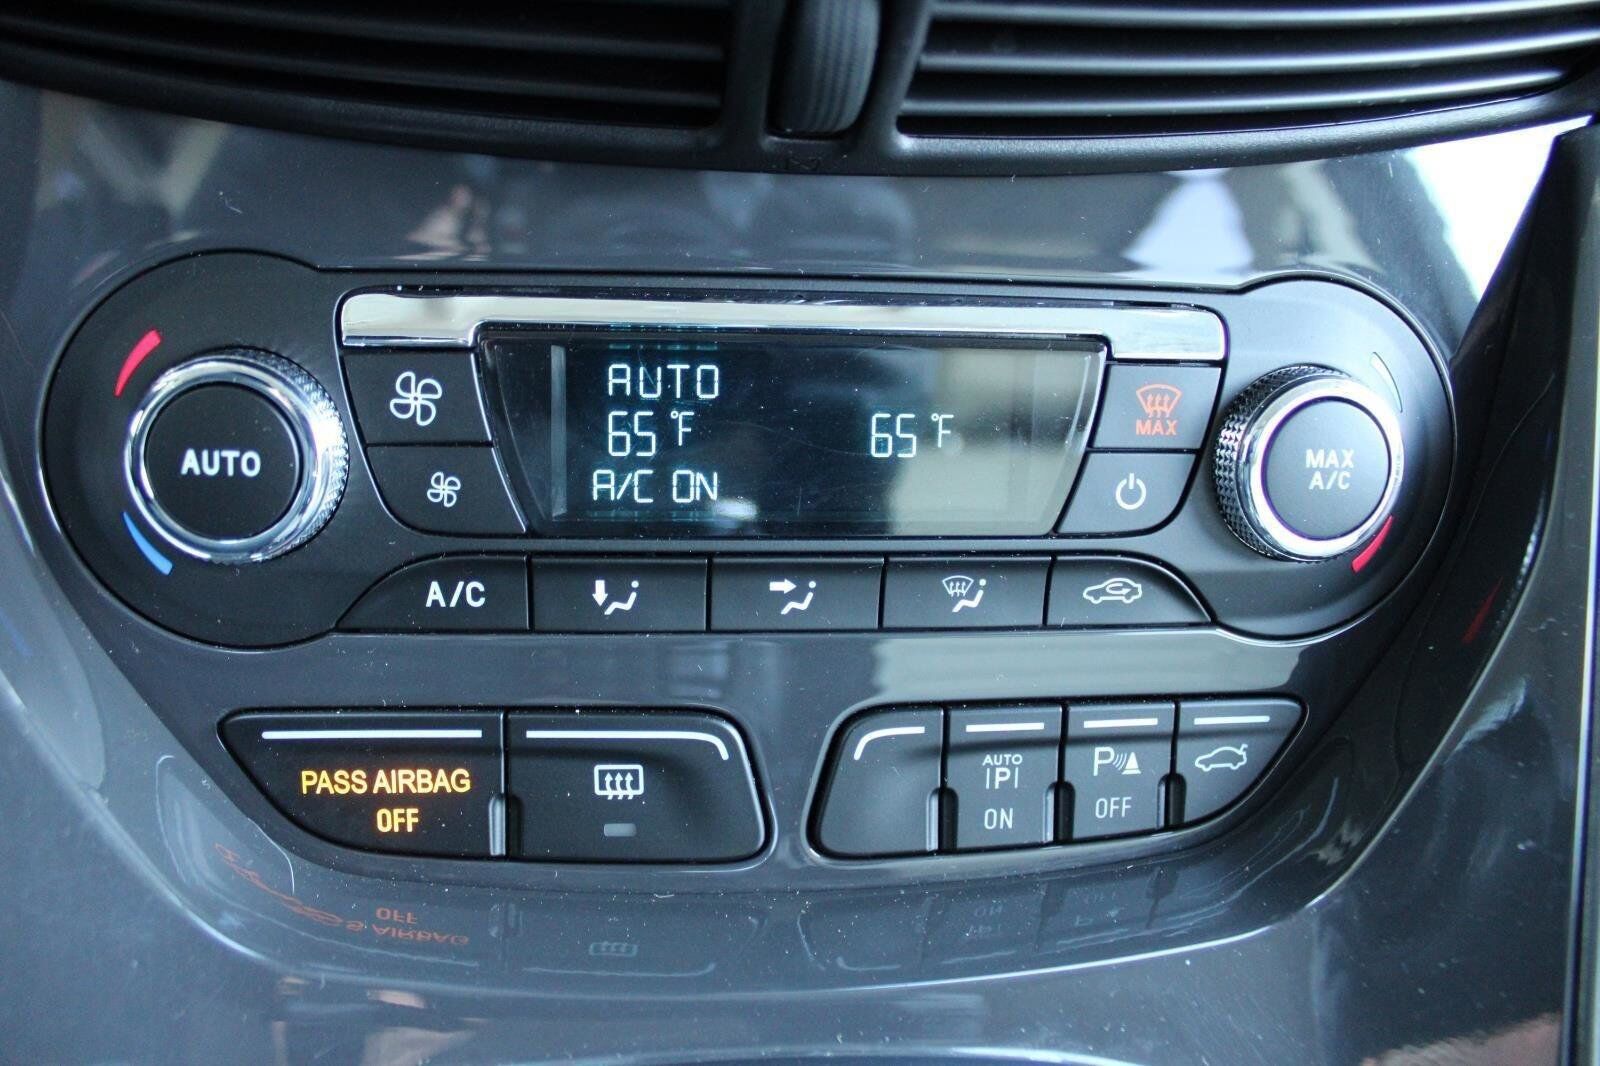 AUTO
65°F 65°F
A/C ON
AUTO
MAX
MAX
A/C
A/C
PASS AIRBAG
OFF
AUTO
P
ON
P
OFF